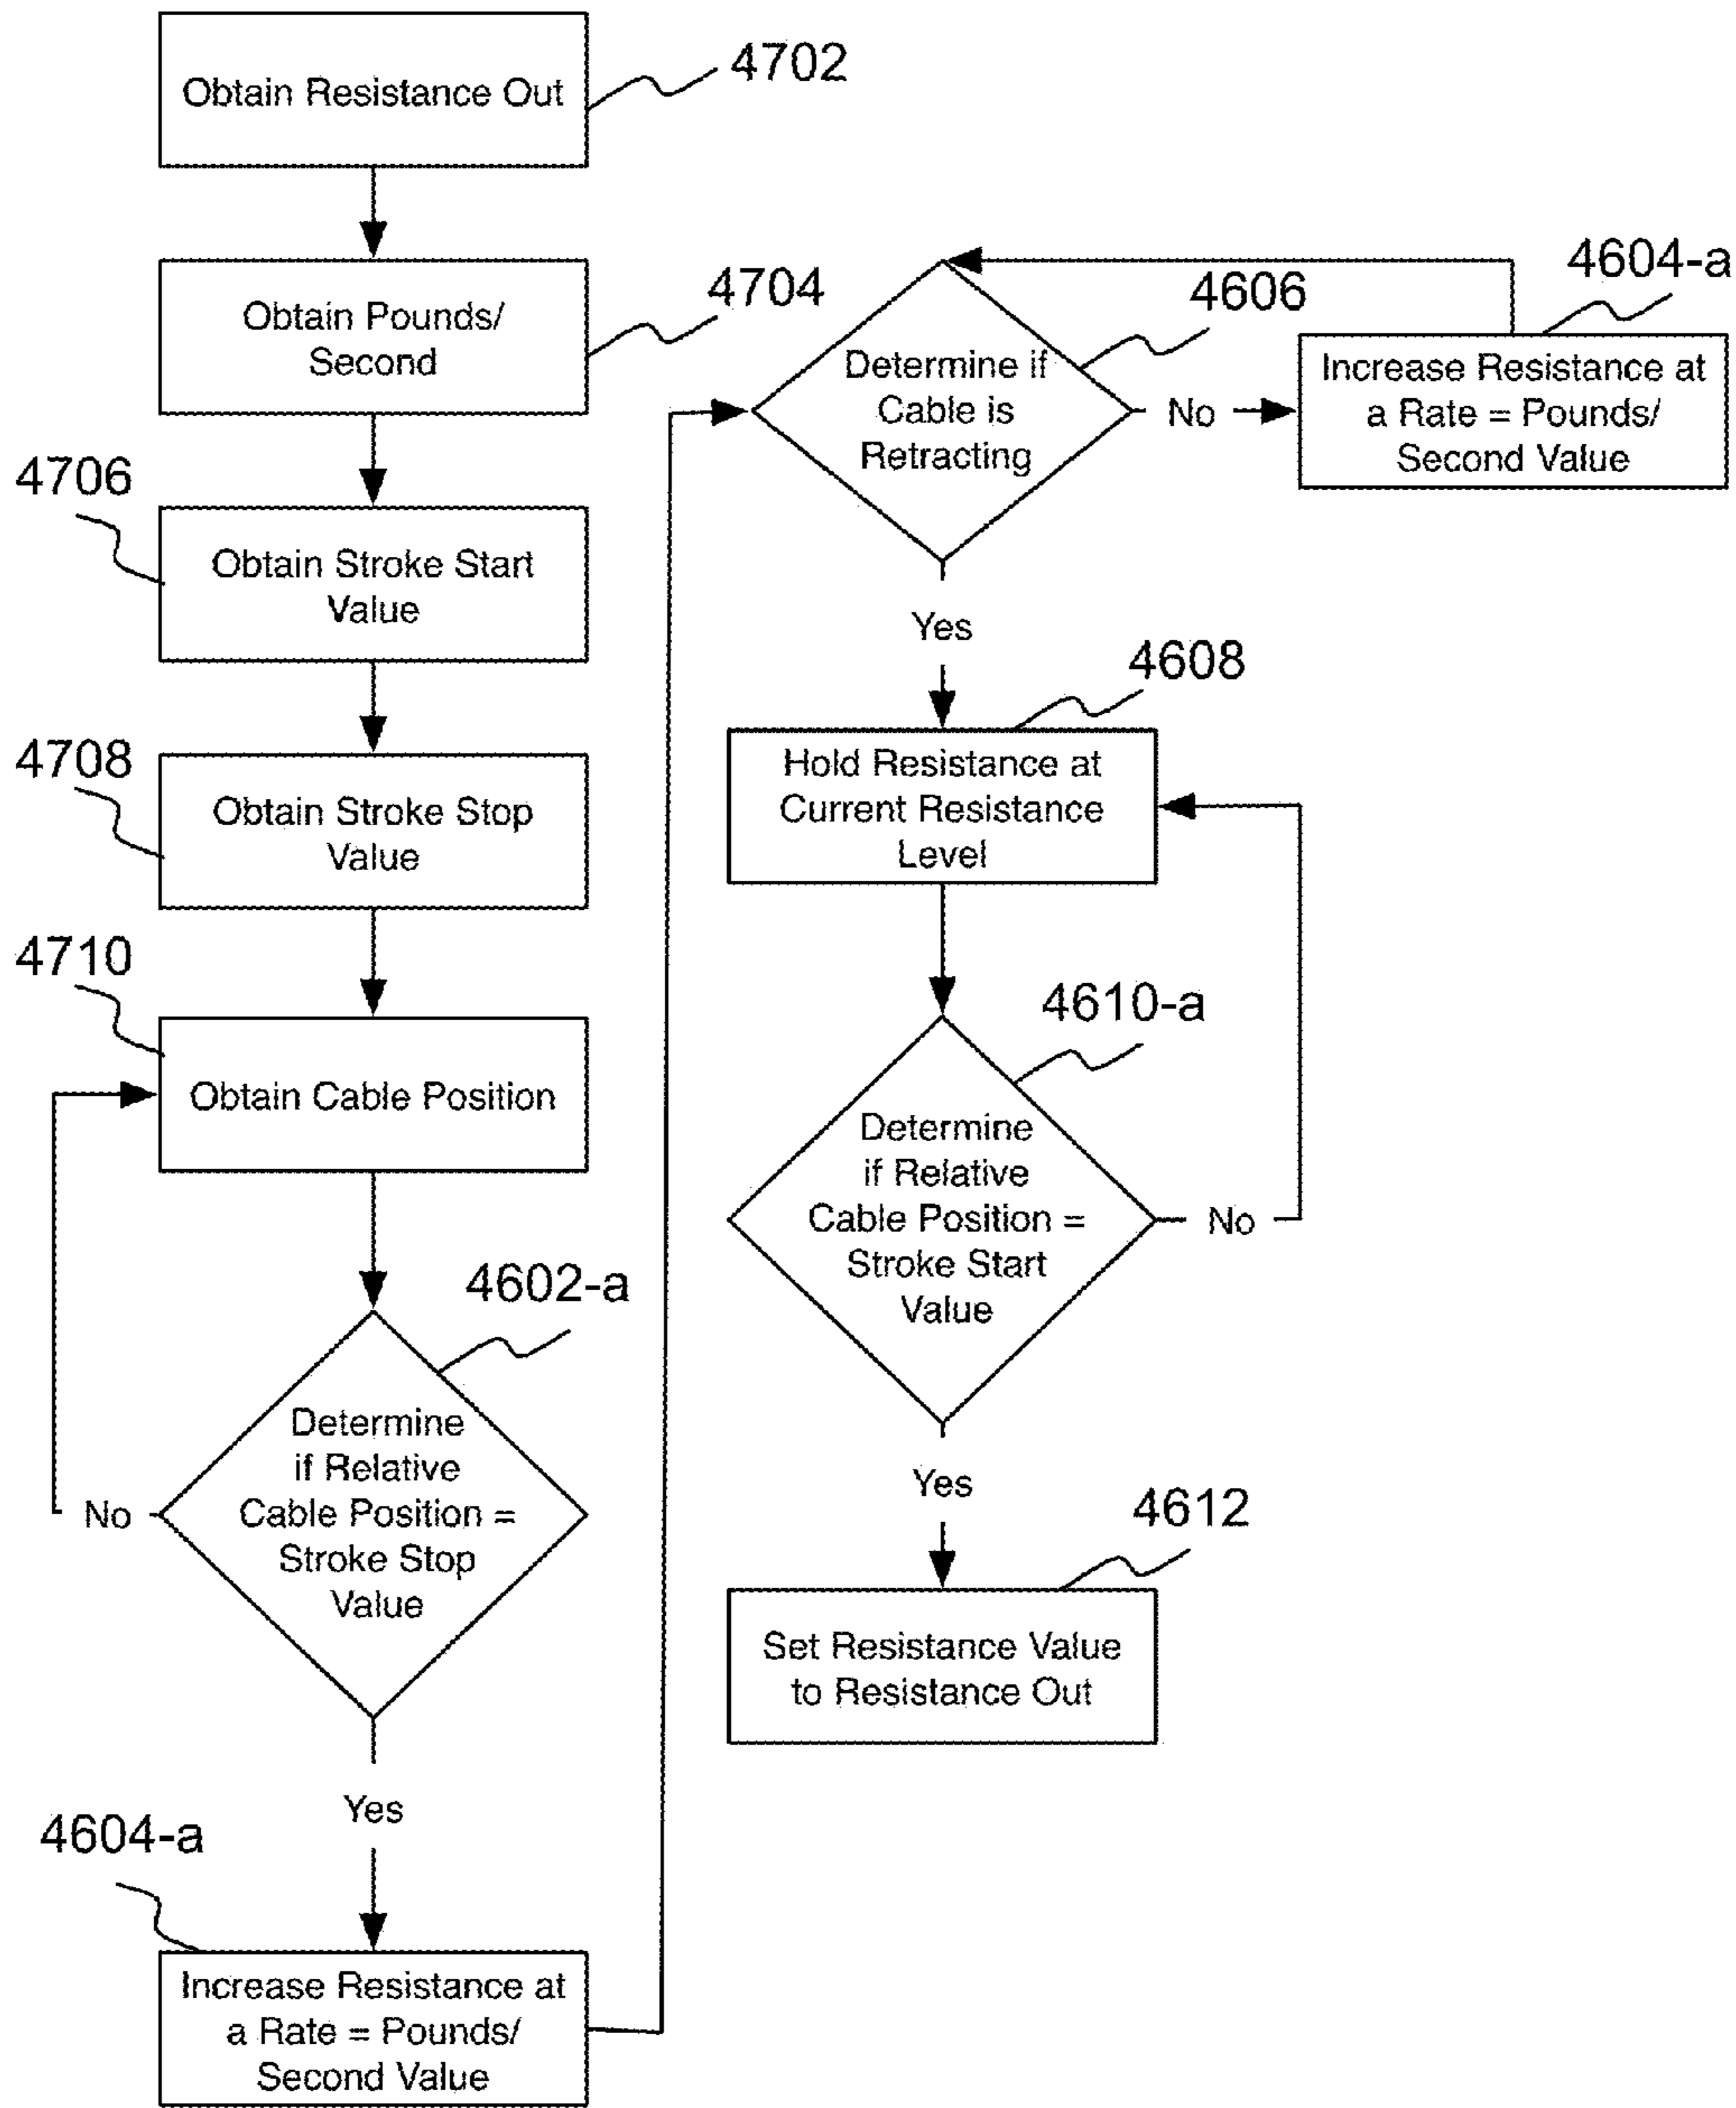 Obtain Resistance Out
4702
Obtain Pounds/
Second
4704
4706
Obtain Stroke Start
Value
4708
Obtain Stroke Stop
Value
4710
Obtain Cable Position
4602-a
Determine
if Relative
Cable Position =
Stroke Stop
Value
No
Yes
4604-a
Increase Resistance at
a Rate = Pounds/
Second Value
4606
Determine if
Cable is
Retracting
No
4604-a
Increase Resistance at
a Rate = Pounds/
Second Value
Yes
4608
Hold Resistance at
Current Resistance
Level
4610-a
Determine
if Relative
Cable Position =
Stroke Start
Value
No
Yes
4612
Set Resistance Value
to Resistance Out